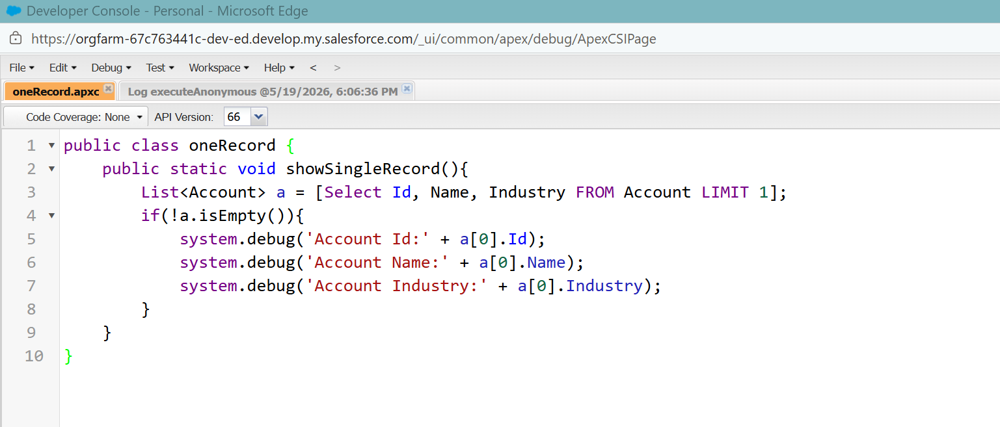 Developer Console - Personal - Microsoft Edge
https://orgfarm-67c763441c-dev-ed.develop.my.salesforce.com/_ui/common/apex/debug/ApexCSIPage
File Edit Debug Test Workspace Help < >
oneRecord.apxc Log executeAnonymous @5/19/2026, 6:06:36 PM
Code Coverage: None API Version: 66
1 public class oneRecord {
2 public static void showSingleRecord(){
3 List<Account> a = [Select Id, Name, Industry FROM Account LIMIT 1];
4 if(!a.isEmpty()){
5 system.debug('Account Id:' + a[0].Id);
6 system.debug('Account Name:' + a[0].Name);
7 system.debug('Account Industry:' + a[0].Industry);
8 }
9 }
10 }